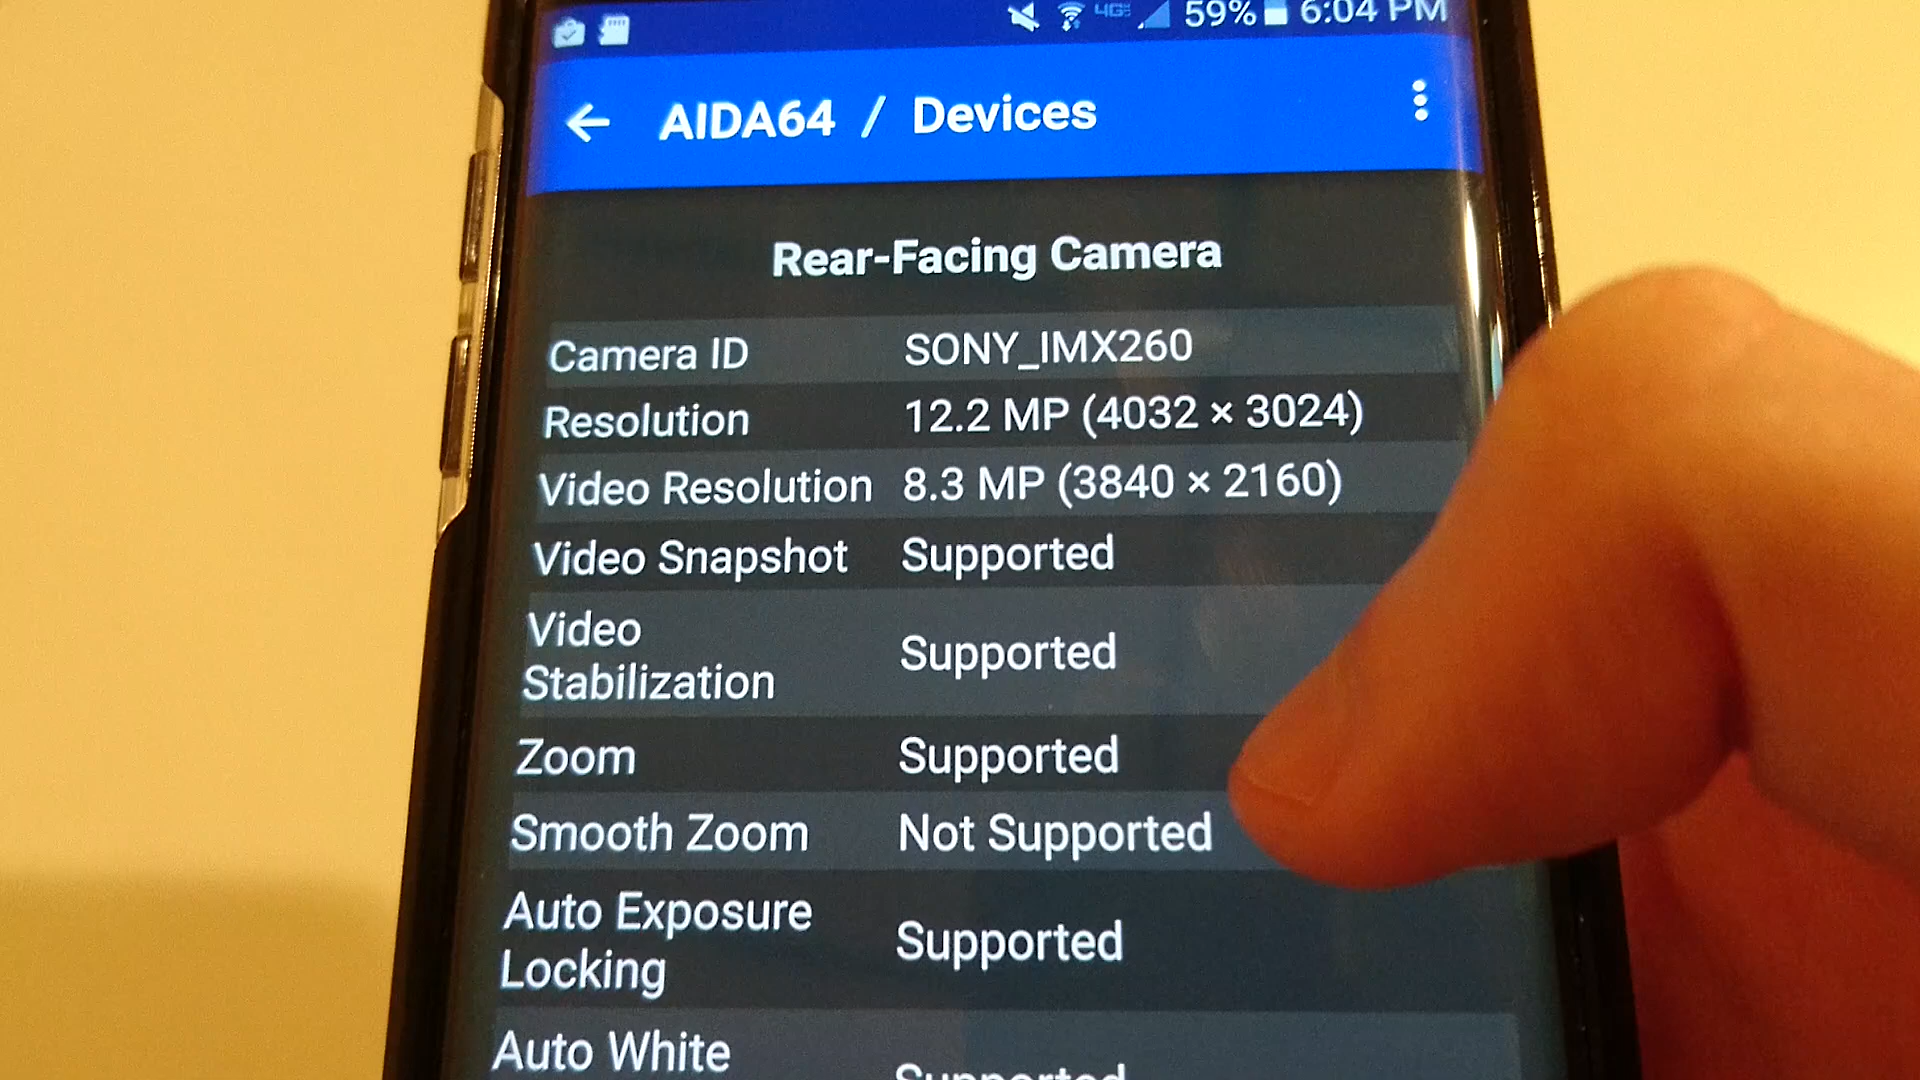 4G 59% 6:04 PM
AIDA64 / Devices
Rear-Facing Camera
Camera ID SONY_IMX260
Resolution 12.2 MP (4032 × 3024)
Video Resolution 8.3 MP (3840 × 2160)
Video Snapshot Supported
Video
Stabilization Supported
Zoom Supported
Smooth Zoom Not Supported
Auto Exposure
Locking Supported
Auto White
Supported